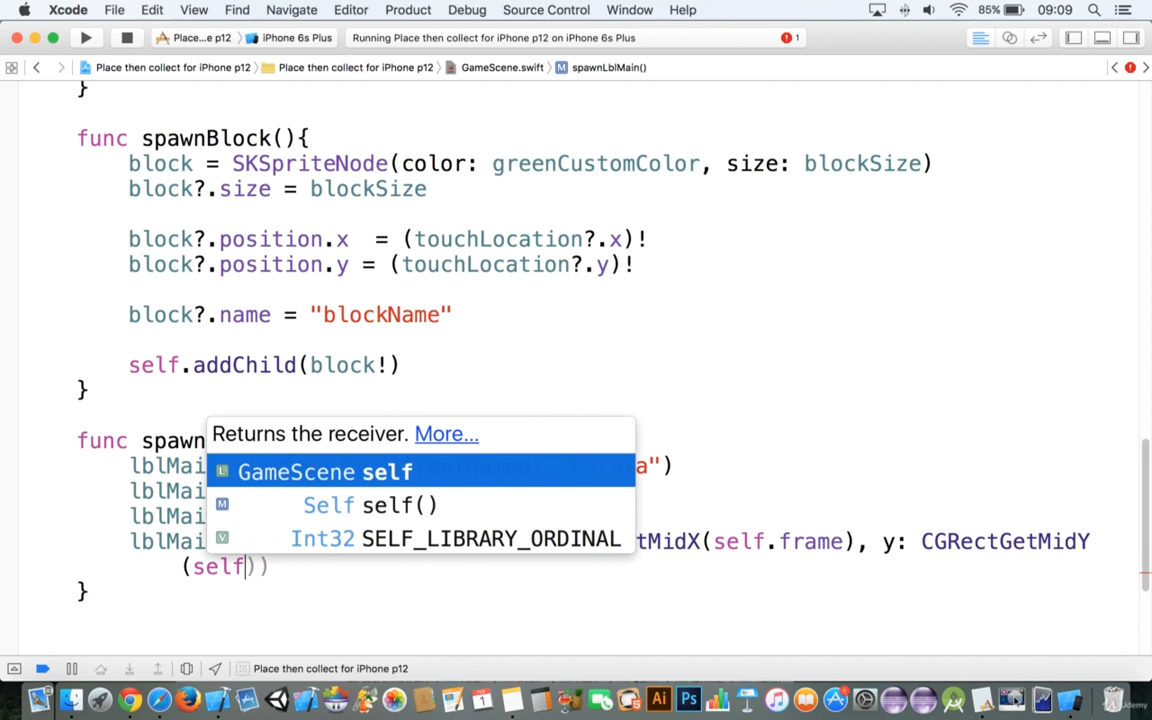 Xcode File Edit View Find Navigate Editor Product Debug Source Control Window Help 85% 09:09
Place...e p12 iPhone 6s Plus Running Place then collect for iPhone p12 on iPhone 6s Plus 1
Place then collect for iPhone p12 Place then collect for iPhone p12 GameScene.swift M spawnLblMain()
}
func spawnBlock(){
block = SKSpriteNode(color: greenCustomColor, size: blockSize)
block?.size = blockSize
block?.position.x = (touchLocation?.x)!
block?.position.y = (touchLocation?.y)!
block?.name = "blockName"
self.addChild(block!)
}
func spawn
Returns the receiver. More...
lblMai a")
L GameScene self
lblMai
M Self self()
lblMai
V Int32 SELF_LIBRARY_ORDINAL
lblMai tMidX(self.frame), y: CGRectGetMidY
(self))
}
Place then collect for iPhone p12
Ai Ps
Udemy